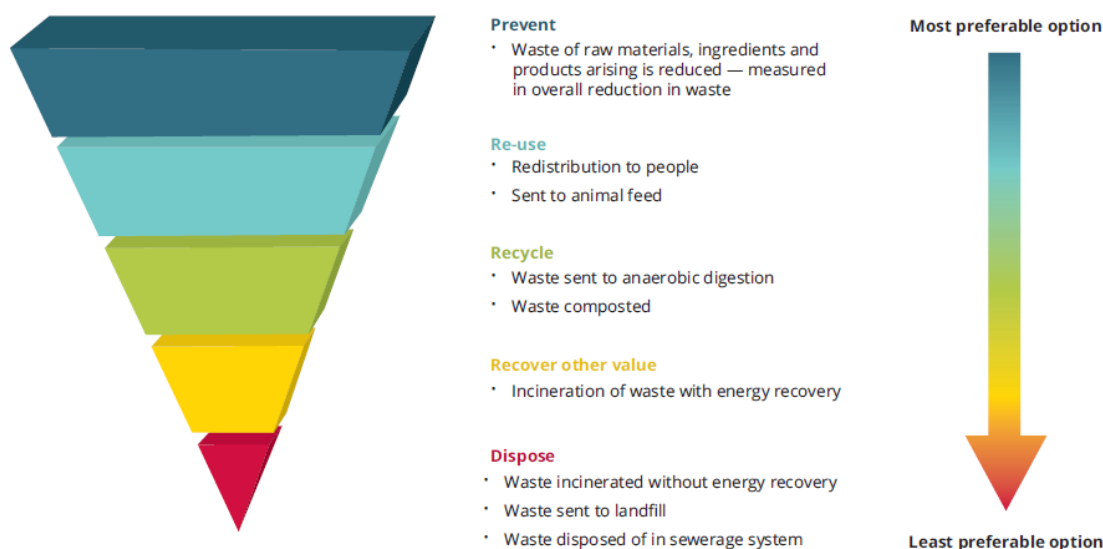 Prevent
• Waste of raw materials, ingredients and
products arising is reduced — measured
in overall reduction in waste
Re-use
• Redistribution to people
• Sent to animal feed
Recycle
• Waste sent to anaerobic digestion
• Waste composted
Recover other value
• Incineration of waste with energy recovery
Dispose
• Waste incinerated without energy recovery
• Waste sent to landfill
• Waste disposed of in sewerage system
Most preferable option
Least preferable option